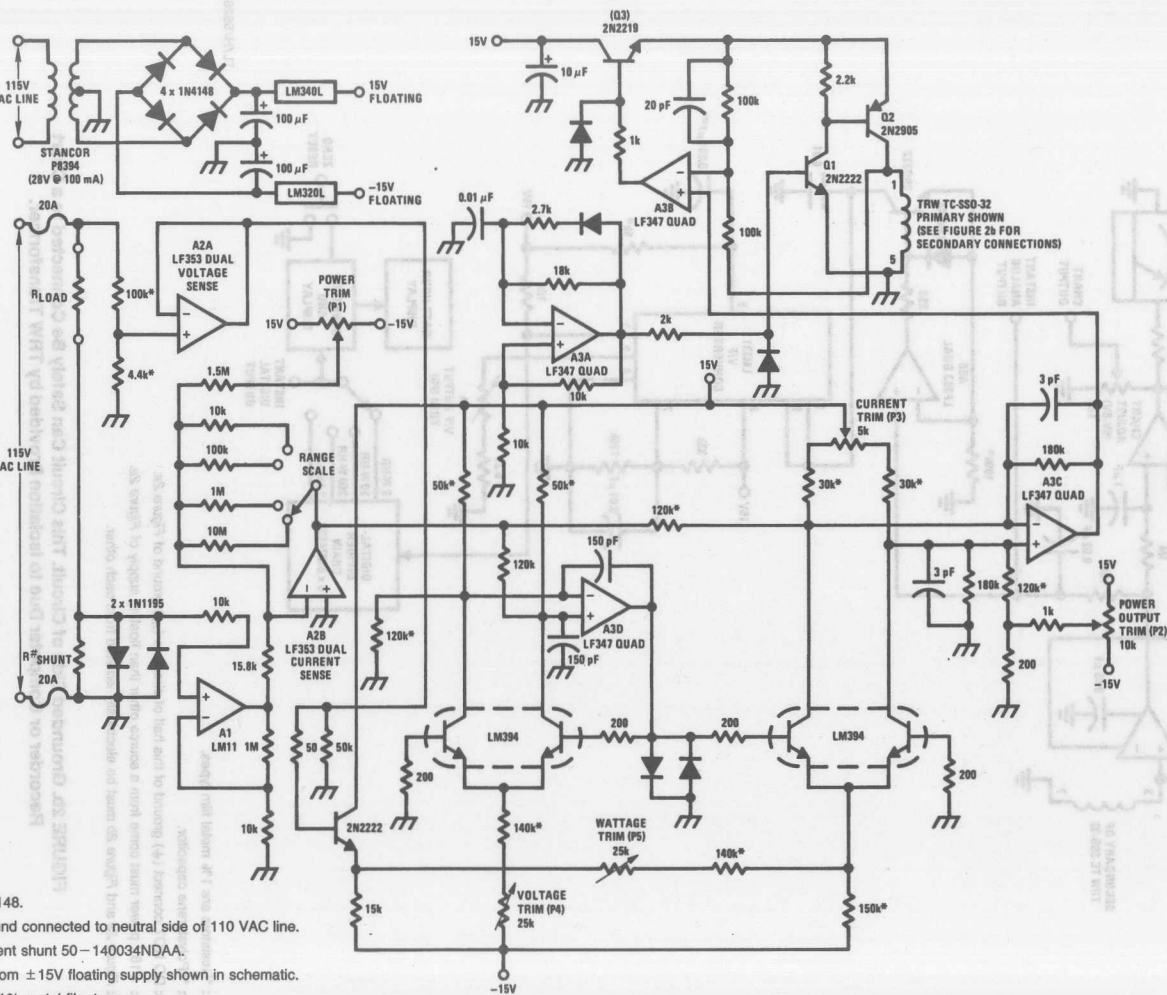 115V
AC LINE
STANCOR
P8394
(28V @ 100 mA)
4 x 1N4148
100 μF
100 μF
LM340L
LM320L
15V
FLOATING
-15V
FLOATING
20A
115V
AC LINE
RLOAD
R#SHUNT
20A
100k*
4.4k*
A2A
LF353 DUAL
VOLTAGE
SENSE
POWER
TRIM
(P1)
15V
-15V
1.5M
10k
100k
1M
10M
RANGE
SCALE
2 x 1N1195
10k
A1
LM11
15.8k
1M
10k
A2B
LF353 DUAL
CURRENT
SENSE
(Q3)
2N2219
15V
10 μF
20 pF
1k
100k
100k
A3B
LF347 QUAD
2.2k
Q2
2N2905
Q1
2N2222
1
5
TRW TC-SSO-32
PRIMARY SHOWN
(SEE FIGURE 2b FOR
SECONDARY CONNECTIONS)
0.01 μF
2.7k
18k
A3A
LF347 QUAD
10k
10k
2k
15V
CURRENT
TRIM (P3)
5k
50k*
50k*
30k*
30k*
3 pF
180k
A3C
LF347 QUAD
120k*
120k
150 pF
A3D
LF347 QUAD
150 pF
120k*
3 pF
180k
120k*
200
1k
15V
POWER
OUTPUT
TRIM (P2)
10k
-15V
50
50k
200
LM394
200
200
LM394
200
2N2222
140k*
WATTAGE
TRIM (P5)
25k
140k*
15k
VOLTAGE
TRIM (P4)
25k
150k*
-15V
148.
nd connected to neutral side of 110 VAC line.
ent shunt 50-140034NDAA.
om ±15V floating supply shown in schematic.